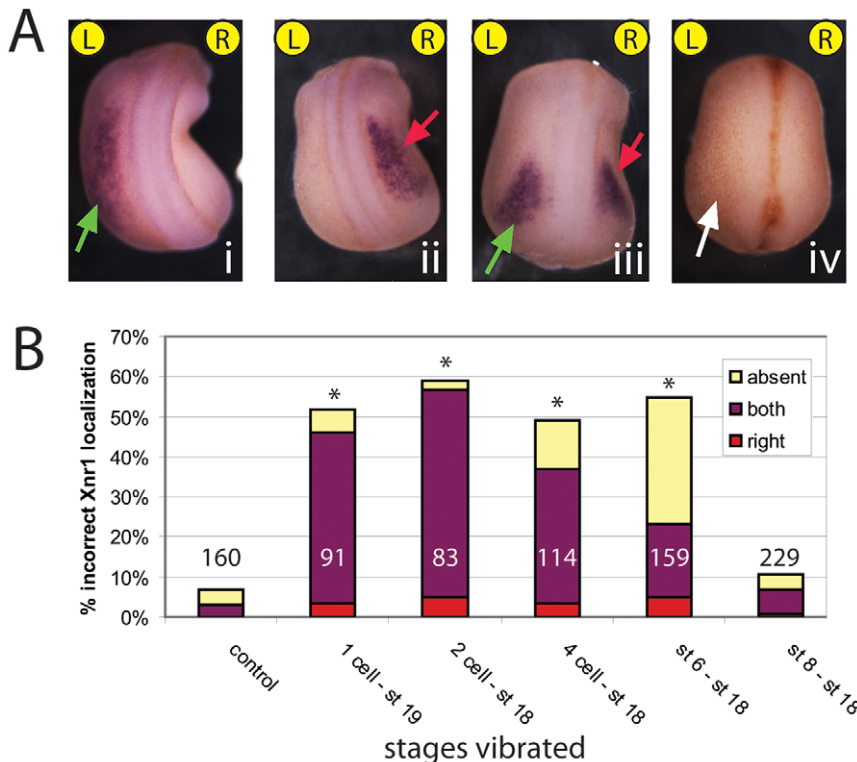 A
L R
L R
L R
L R
i
ii
iii
iv
B
% incorrect Xnr1 localization
70%
60%
50%
40%
30%
20%
10%
0%
* * * *
160 91 83 114 159 229
absent
both
right
control
1 cell - st 19
2 cell - st 18
4 cell - st 18
st 6 - st 18
st 8 - st 18
stages vibrated